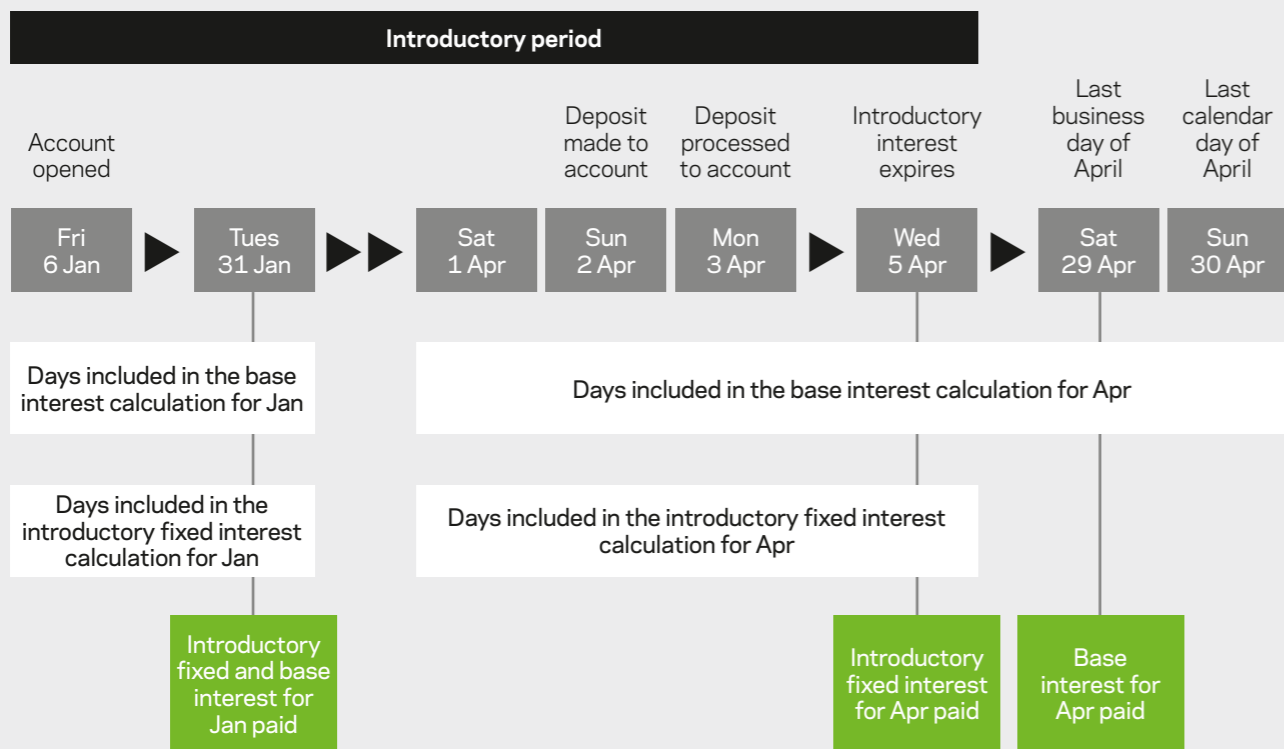 Introductory period
Account
opened
Deposit
made to
account
Deposit
processed
to account
Introductory
interest
expires
Last
business
day of
April
Last
calendar
day of
April
Fri
6 Jan
Tues
31 Jan
Sat
1 Apr
Sun
2 Apr
Mon
3 Apr
Wed
5 Apr
Sat
29 Apr
Sun
30 Apr
Days included in the base
interest calculation for Jan
Days included in the base interest calculation for Apr
Days included in the
introductory fixed interest
calculation for Jan
Days included in the introductory fixed interest
calculation for Apr
Introductory
fixed and base
interest for
Jan paid
Introductory
fixed interest
for Apr paid
Base
interest for
Apr paid